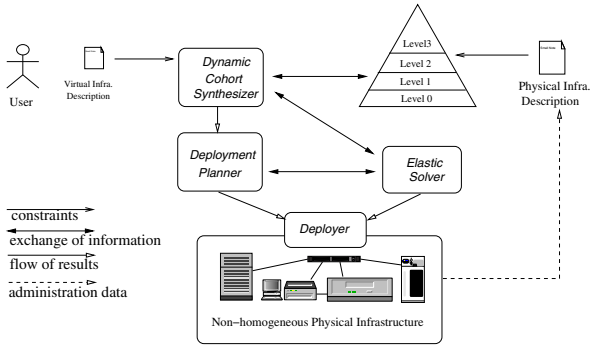 User
Virtual Infra.
Description
Dynamic
Cohort
Synthesizer
Level3
Level 2
Level 1
Level 0
Physical Infra.
Description
Deployment
Planner
Elastic
Solver
Deployer
constraints
exchange of information
flow of results
administration data
Non-homogeneous Physical Infrastructure